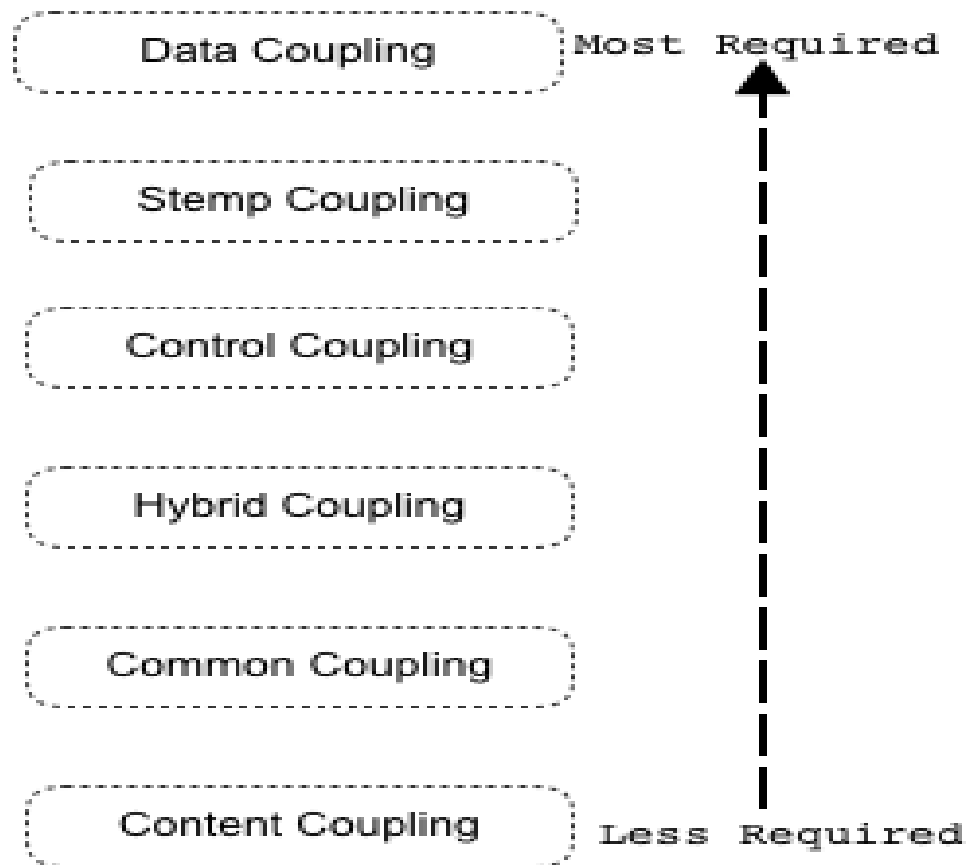 Data Coupling
Most Required
Stemp Coupling
Control Coupling
Hybrid Coupling
Common Coupling
Content Coupling
Less Required